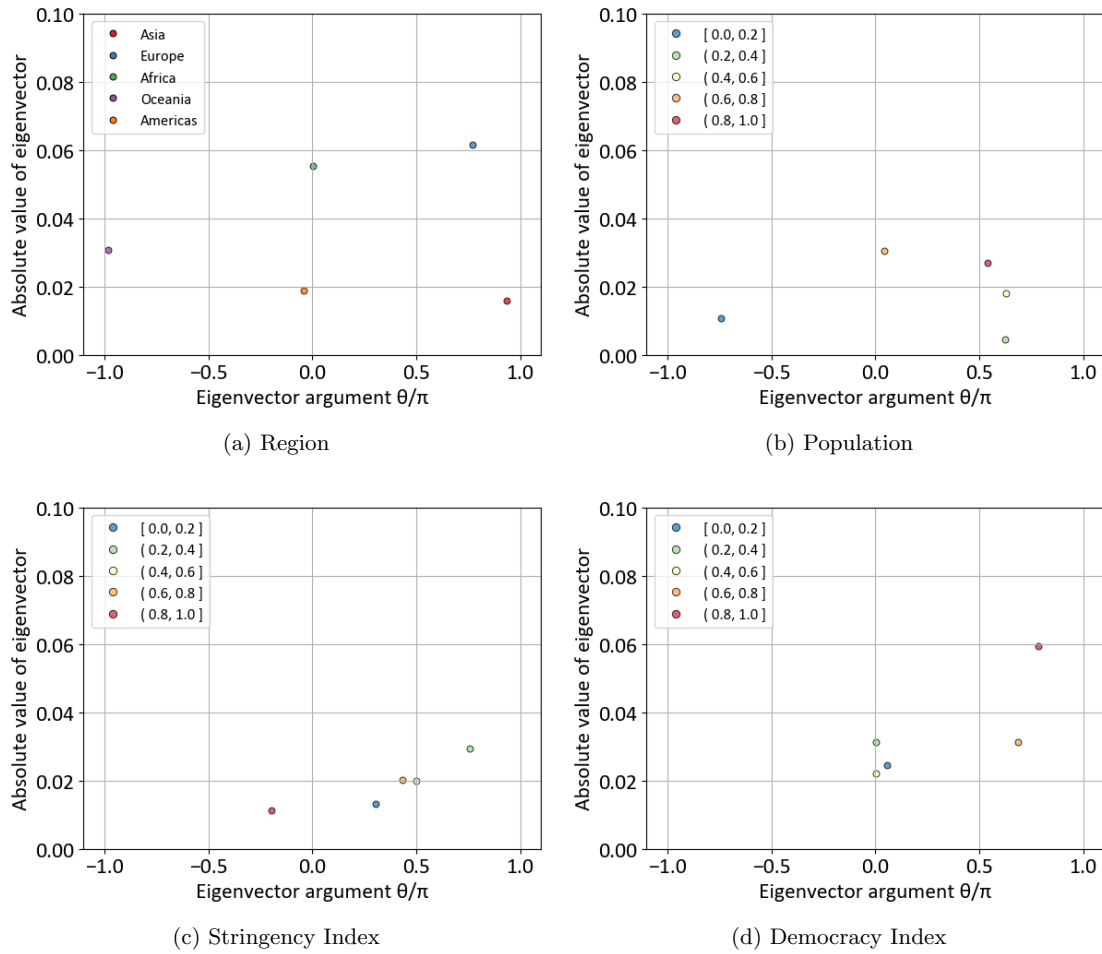 0.10
0.08
0.06
0.04
0.02
0.00
Absolute value of eigenvector
Asia
Europe
Africa
Oceania
Americas
−1.0 −0.5 0.0 0.5 1.0
Eigenvector argument θ/π
(a) Region
0.10
0.08
0.06
0.04
0.02
0.00
Absolute value of eigenvector
[ 0.0, 0.2 ]
( 0.2, 0.4 ]
( 0.4, 0.6 ]
( 0.6, 0.8 ]
( 0.8, 1.0 ]
−1.0 −0.5 0.0 0.5 1.0
Eigenvector argument θ/π
(b) Population
0.10
0.08
0.06
0.04
0.02
0.00
Absolute value of eigenvector
[ 0.0, 0.2 ]
( 0.2, 0.4 ]
( 0.4, 0.6 ]
( 0.6, 0.8 ]
( 0.8, 1.0 ]
−1.0 −0.5 0.0 0.5 1.0
Eigenvector argument θ/π
(c) Stringency Index
0.10
0.08
0.06
0.04
0.02
0.00
Absolute value of eigenvector
[ 0.0, 0.2 ]
( 0.2, 0.4 ]
( 0.4, 0.6 ]
( 0.6, 0.8 ]
( 0.8, 1.0 ]
−1.0 −0.5 0.0 0.5 1.0
Eigenvector argument θ/π
(d) Democracy Index